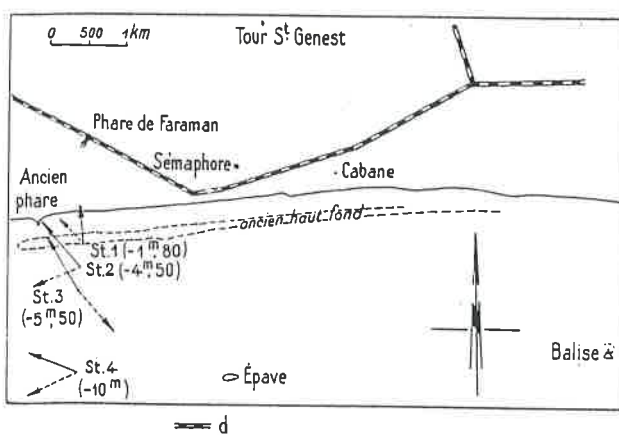 0 500 1km
Tour St Genest
Phare de Faraman
Sémaphore
Cabane
Ancien
phare
ancien haut fond
St.1 (-1m,80)
St.2 (-4m,50)
St.3
(-5m,50)
St.4
(-10m)
Épave
Balise
N
d